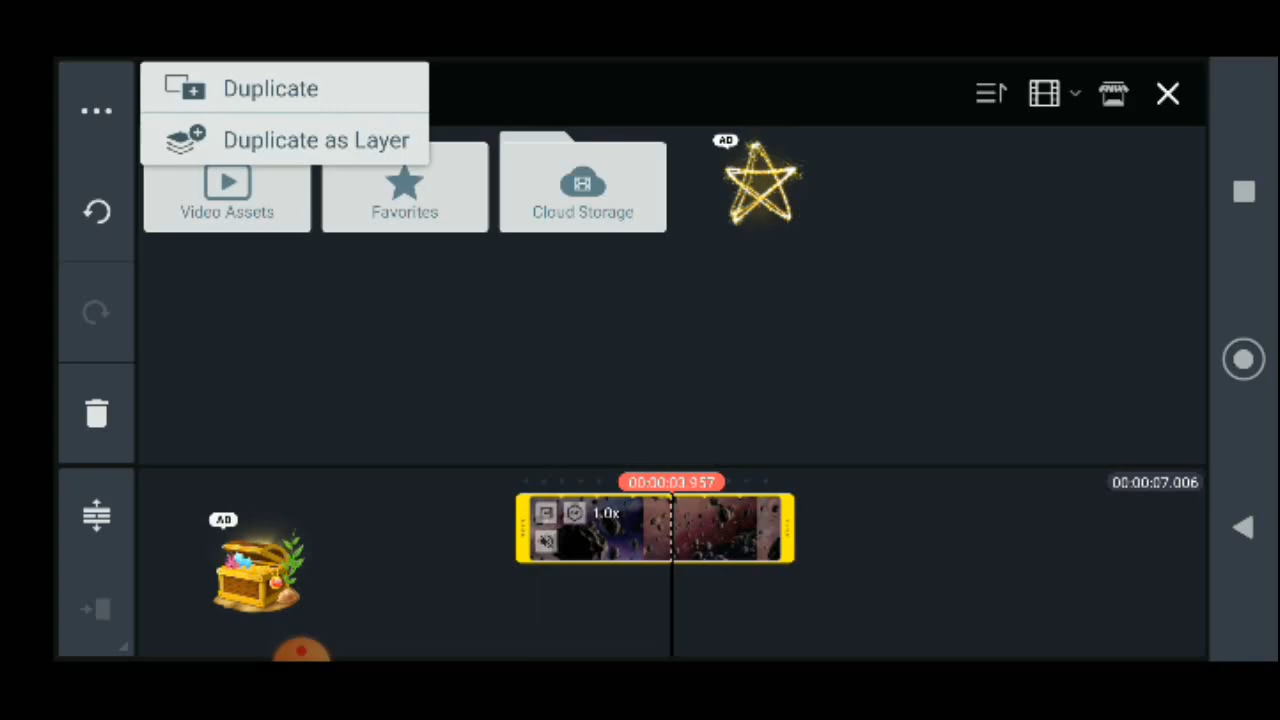 Duplicate
Duplicate as Layer
Video Assets
Favorites
Cloud Storage
AD
00:00:03.957
00:00:07.006
1.0x
AD